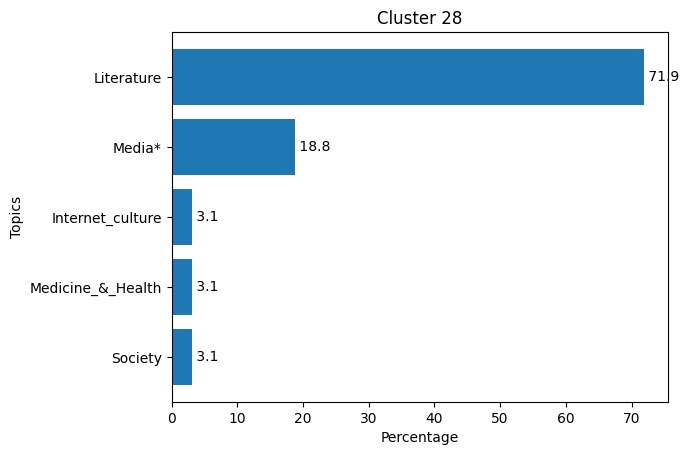 Cluster 28
Topics
Literature 71.9
Media* 18.8
Internet_culture 3.1
Medicine_&_Health 3.1
Society 3.1
0 10 20 30 40 50 60 70
Percentage